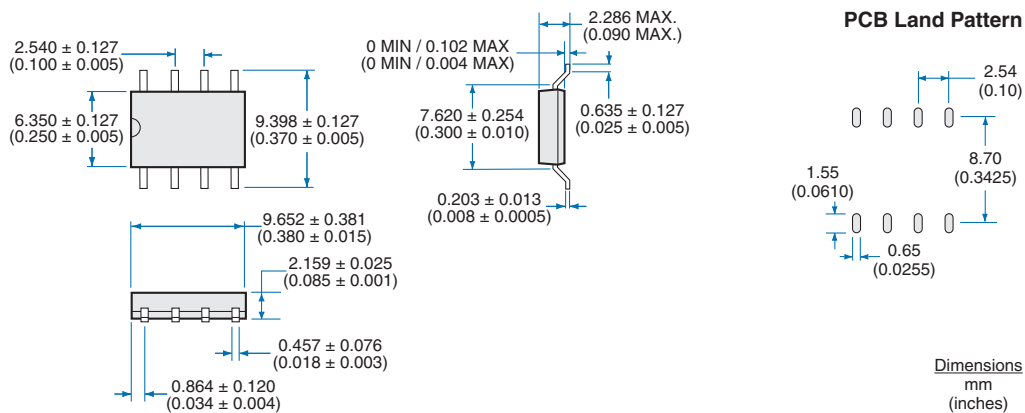 2.540 ± 0.127
(0.100 ± 0.005)
6.350 ± 0.127
(0.250 ± 0.005)
9.398 ± 0.127
(0.370 ± 0.005)
9.652 ± 0.381
(0.380 ± 0.015)
2.159 ± 0.025
(0.085 ± 0.001)
0.457 ± 0.076
(0.018 ± 0.003)
0.864 ± 0.120
(0.034 ± 0.004)
2.286 MAX.
(0.090 MAX.)
0 MIN / 0.102 MAX
(0 MIN / 0.004 MAX)
7.620 ± 0.254
(0.300 ± 0.010)
0.635 ± 0.127
(0.025 ± 0.005)
0.203 ± 0.013
(0.008 ± 0.0005)
PCB Land Pattern
2.54
(0.10)
8.70
(0.3425)
1.55
(0.0610)
0.65
(0.0255)
Dimensions
mm
(inches)